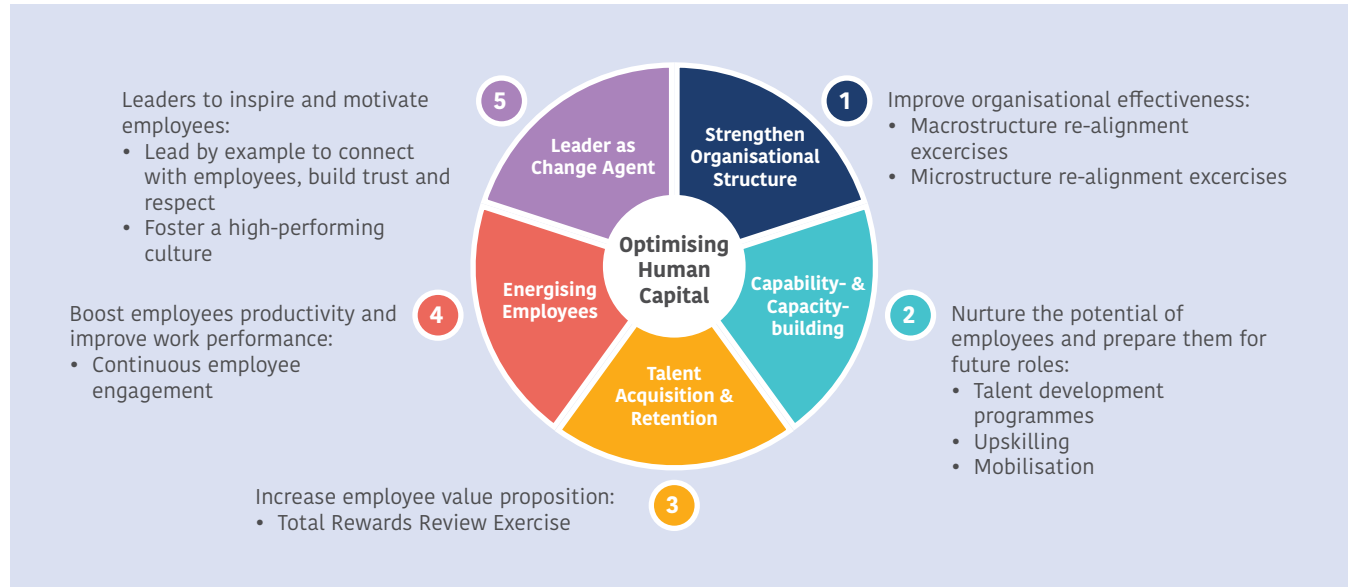 Optimising
Human
Capital
1
Strengthen
Organisational
Structure
Improve organisational effectiveness:
• Macrostructure re-alignment
excercises
• Microstructure re-alignment excercises
2
Capability- &
Capacity-
building
Nurture the potential of
employees and prepare them for
future roles:
• Talent development
programmes
• Upskilling
• Mobilisation
3
Talent
Acquisition &
Retention
Increase employee value proposition:
• Total Rewards Review Exercise
4
Energising
Employees
Boost employees productivity and
improve work performance:
• Continuous employee
engagement
5
Leader as
Change Agent
Leaders to inspire and motivate
employees:
• Lead by example to connect
with employees, build trust and
respect
• Foster a high-performing
culture